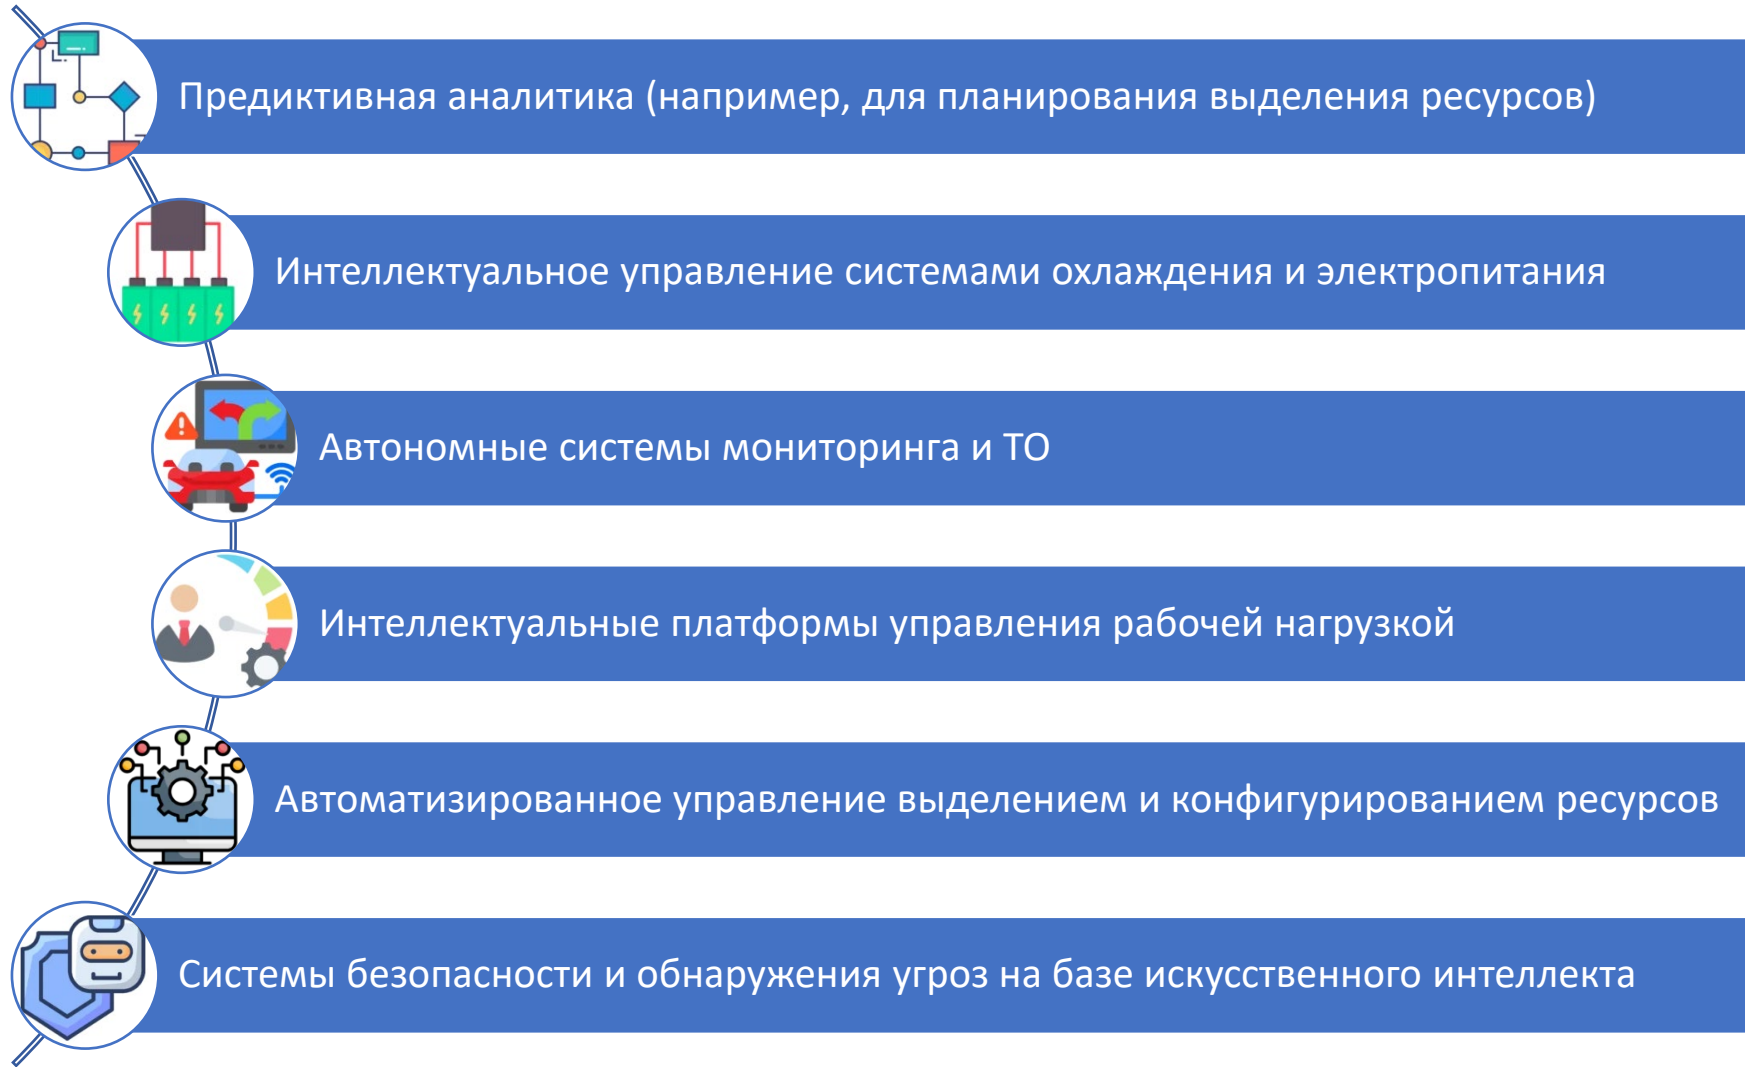 Предиктивная аналитика (например, для планирования выделения ресурсов)
Интеллектуальное управление системами охлаждения и электропитания
Автономные системы мониторинга и ТО
Интеллектуальные платформы управления рабочей нагрузкой
Автоматизированное управление выделением и конфигурированием ресурсов
Системы безопасности и обнаружения угроз на базе искусственного интеллекта